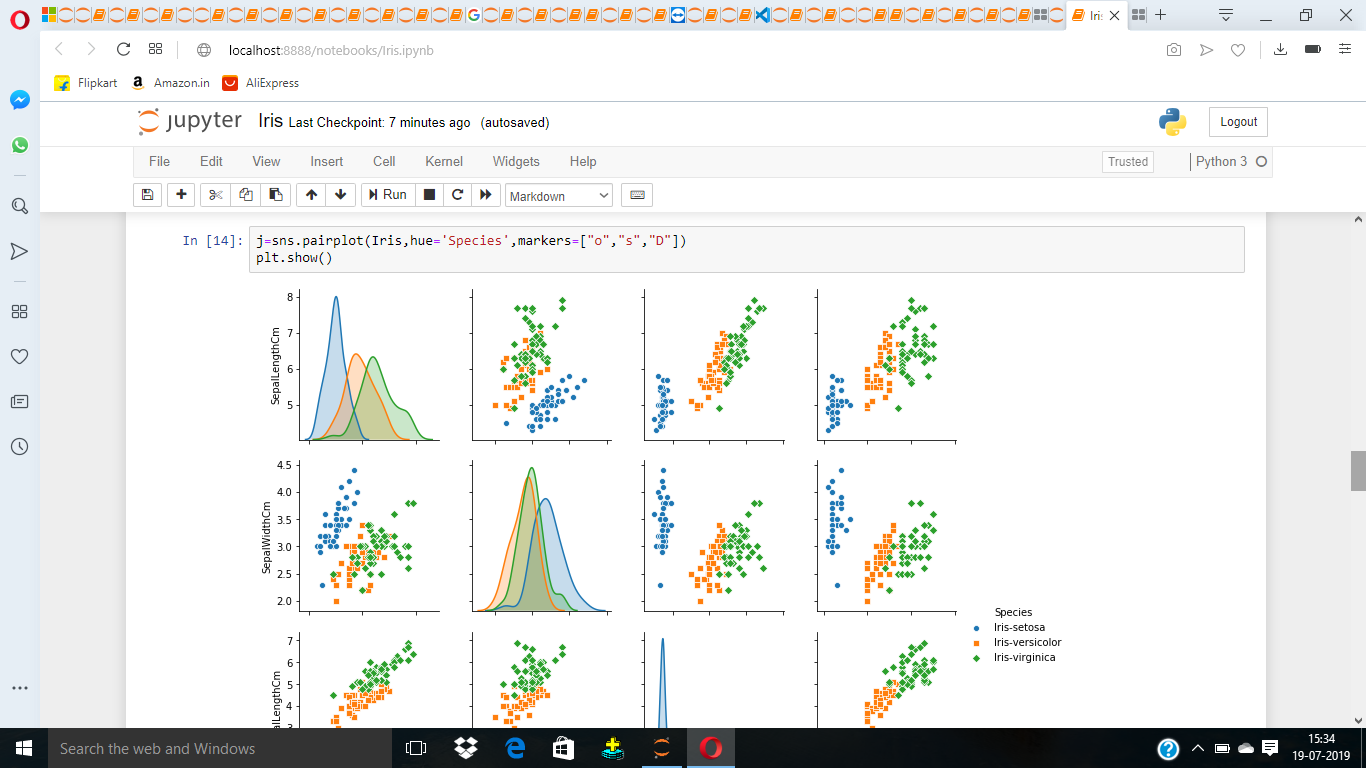 Iri
localhost:8888/notebooks/Iris.ipynb
Flipkart Amazon.in AliExpress
jupyter Iris Last Checkpoint: 7 minutes ago (autosaved) Logout
File Edit View Insert Cell Kernel Widgets Help Trusted Python 3
Run Markdown
In [14]: j=sns.pairplot(Iris,hue='Species',markers=["o","s","D"])
plt.show()
8
7
6
5
SepalLengthCm
4.5
4.0
3.5
3.0
2.5
2.0
SepalWidthCm
Species
Iris-setosa
Iris-versicolor
Iris-virginica
7
6
5
4
3
alLengthCm
Search the web and Windows
15:34
19-07-2019